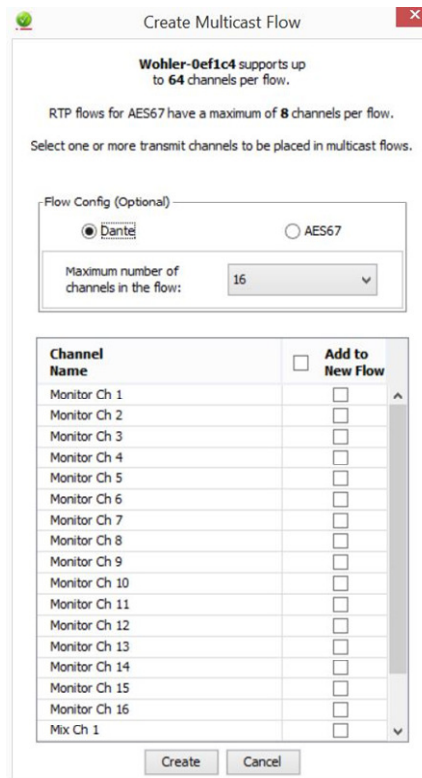 Create Multicast Flow
Wohler-0ef1c4 supports up
to 64 channels per flow.
RTP flows for AES67 have a maximum of 8 channels per flow.
Select one or more transmit channels to be placed in multicast flows.
Flow Config (Optional)
Dante
AES67
Maximum number of
channels in the flow:
16
Channel
Name
Add to
New Flow
Monitor Ch 1
Monitor Ch 2
Monitor Ch 3
Monitor Ch 4
Monitor Ch 5
Monitor Ch 6
Monitor Ch 7
Monitor Ch 8
Monitor Ch 9
Monitor Ch 10
Monitor Ch 11
Monitor Ch 12
Monitor Ch 13
Monitor Ch 14
Monitor Ch 15
Monitor Ch 16
Mix Ch 1
Create
Cancel